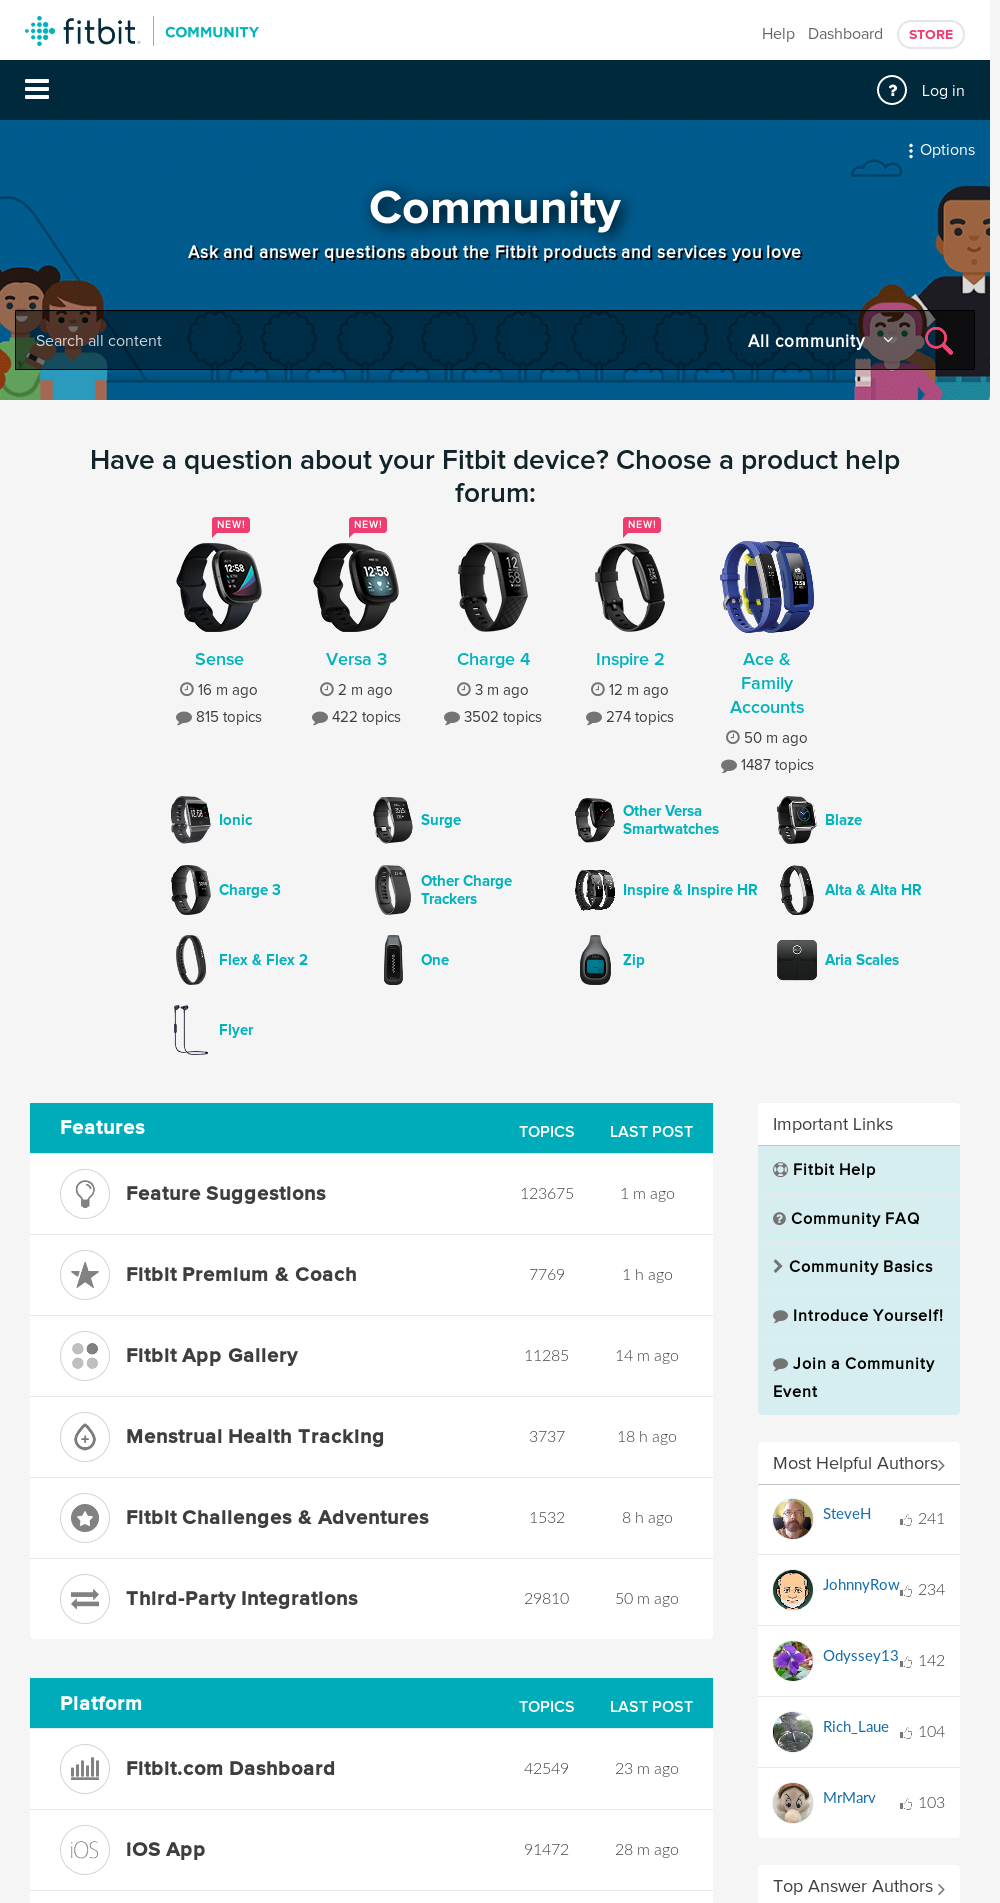 fitbit. COMMUNITY
Help Dashboard STORE
? Log in
Options
Community
Ask and answer questions about the Fitbit products and services you love
Search all content All community
Have a question about your Fitbit device? Choose a product help
forum:
NEW! NEW! NEW!
Sense Versa 3 Charge 4 Inspire 2 Ace &
Family
Accounts
16 m ago 2 m ago 3 m ago 12 m ago
815 topics 422 topics 3502 topics 274 topics
50 m ago
1487 topics
Ionic Surge Other Versa
Smartwatches Blaze
Charge 3 Other Charge
Trackers Inspire & Inspire HR Alta & Alta HR
Flex & Flex 2 One Zip Aria Scales
Flyer
Features TOPICS LAST POST
Feature Suggestions 123675 1 m ago
Fitbit Premium & Coach 7769 1 h ago
Fitbit App Gallery 11285 14 m ago
Menstrual Health Tracking 3737 18 h ago
Fitbit Challenges & Adventures 1532 8 h ago
Third-Party Integrations 29810 50 m ago
Platform TOPICS LAST POST
Fitbit.com Dashboard 42549 23 m ago
iOS iOS App 91472 28 m ago
Important Links
Fitbit Help
Community FAQ
Community Basics
Introduce Yourself!
Join a Community
Event
Most Helpful Authors
SteveH 241
JohnnyRow 234
Odyssey13 142
Rich_Laue 104
MrMarv 103
Top Answer Authors